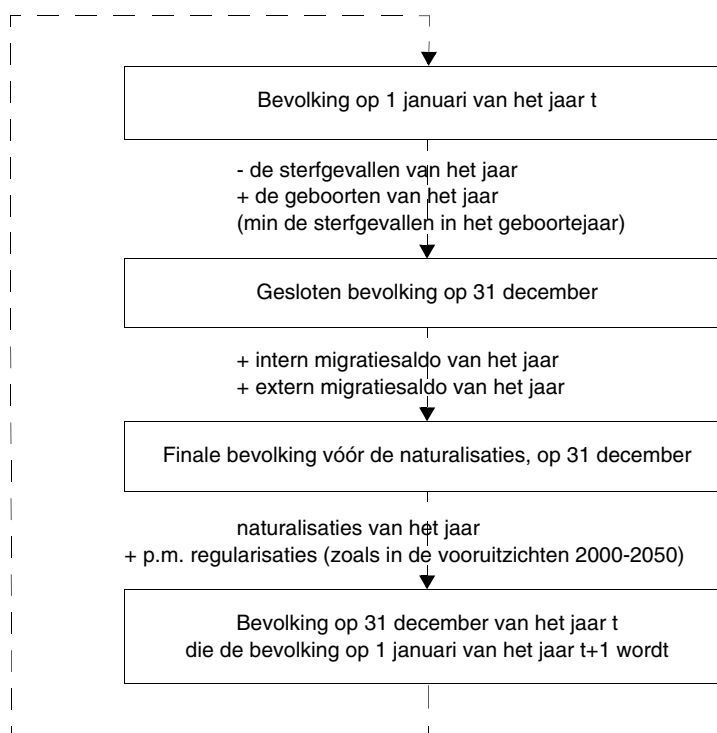 Bevolking op 1 januari van het jaar t
- de sterfgevallen van het jaar
+ de geboorten van het jaar
(min de sterfgevallen in het geboortejaar)
Gesloten bevolking op 31 december
+ intern migratiesaldo van het jaar
+ extern migratiesaldo van het jaar
Finale bevolking vóór de naturalisaties, op 31 december
naturalisaties van het jaar
+ p.m. regularisaties (zoals in de vooruitzichten 2000-2050)
Bevolking op 31 december van het jaar t
die de bevolking op 1 januari van het jaar t+1 wordt